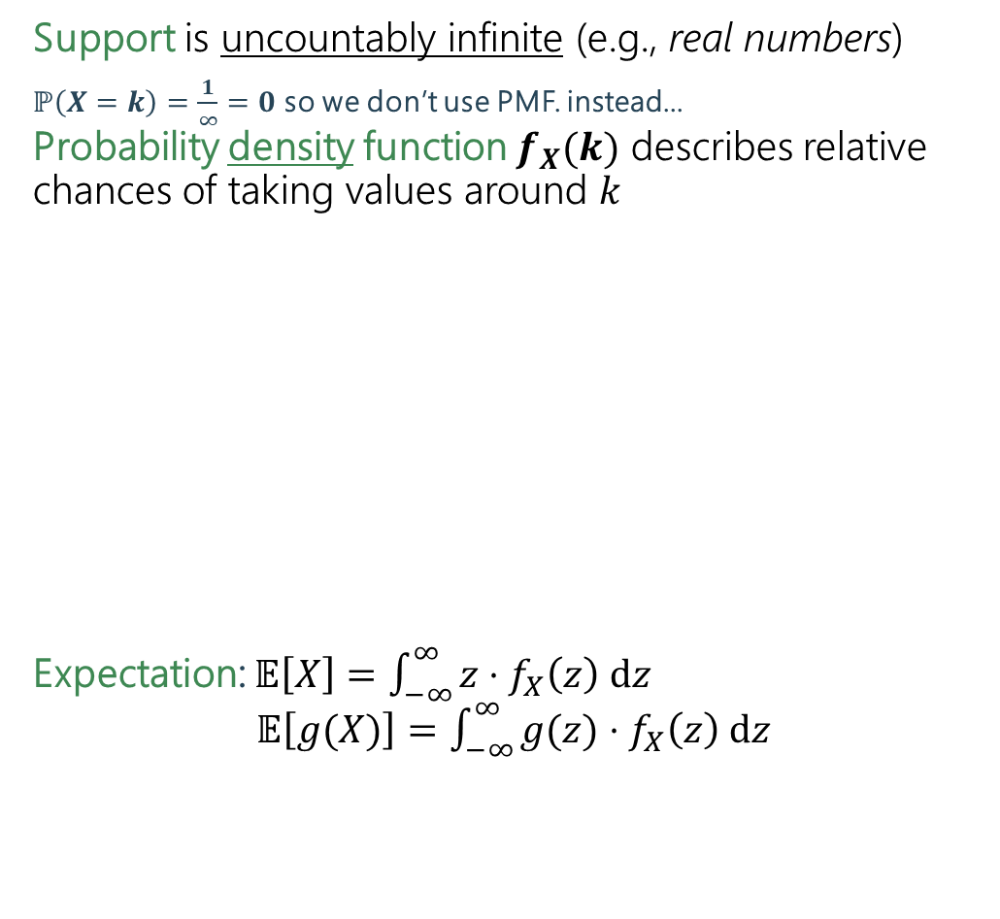 Support is uncountably infinite (e.g., real numbers)
ℙ(X = k) = 1/∞ = 0 so we don't use PMF. instead...
Probability density function f_X(k) describes relative
chances of taking values around k
Expectation: 𝔼[X] = ∫_{-∞}^{∞} z · f_X(z) dz
𝔼[g(X)] = ∫_{-∞}^{∞} g(z) · f_X(z) dz